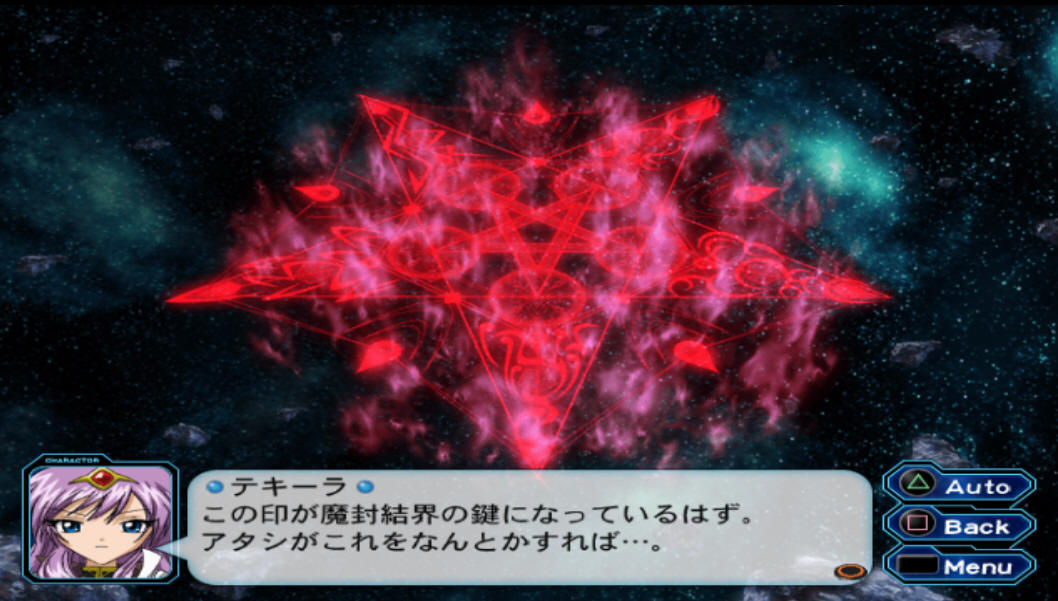 CHARACTOR
テキーラ
この印が魔封結界の鍵になっているはず。
アタシがこれをなんとかすれば…。
Auto
Back
Menu